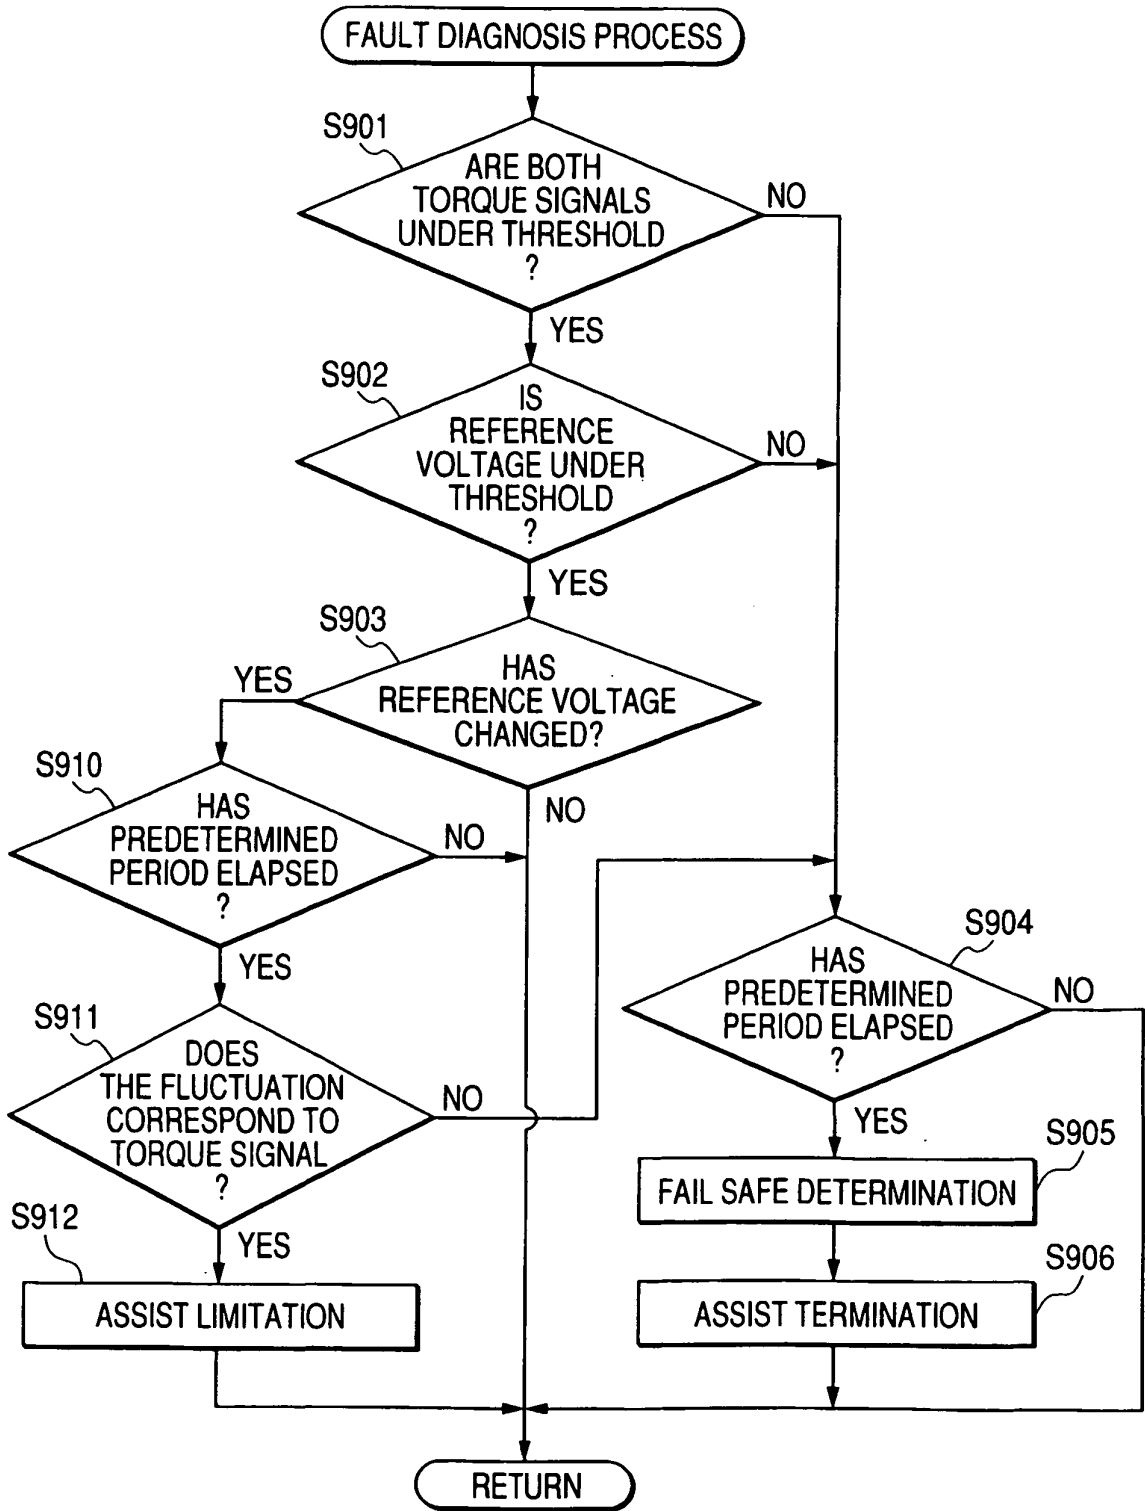 FAULT DIAGNOSIS PROCESS
S901
ARE BOTH
TORQUE SIGNALS
UNDER THRESHOLD
?
NO
YES
S902
IS
REFERENCE
VOLTAGE UNDER
THRESHOLD
?
NO
YES
S903
HAS
REFERENCE VOLTAGE
CHANGED?
YES
NO
S910
HAS
PREDETERMINED
PERIOD ELAPSED
?
NO
YES
S911
DOES
THE FLUCTUATION
CORRESPOND TO
TORQUE SIGNAL
?
NO
YES
S912
ASSIST LIMITATION
S904
HAS
PREDETERMINED
PERIOD ELAPSED
?
NO
YES
S905
FAIL SAFE DETERMINATION
S906
ASSIST TERMINATION
RETURN